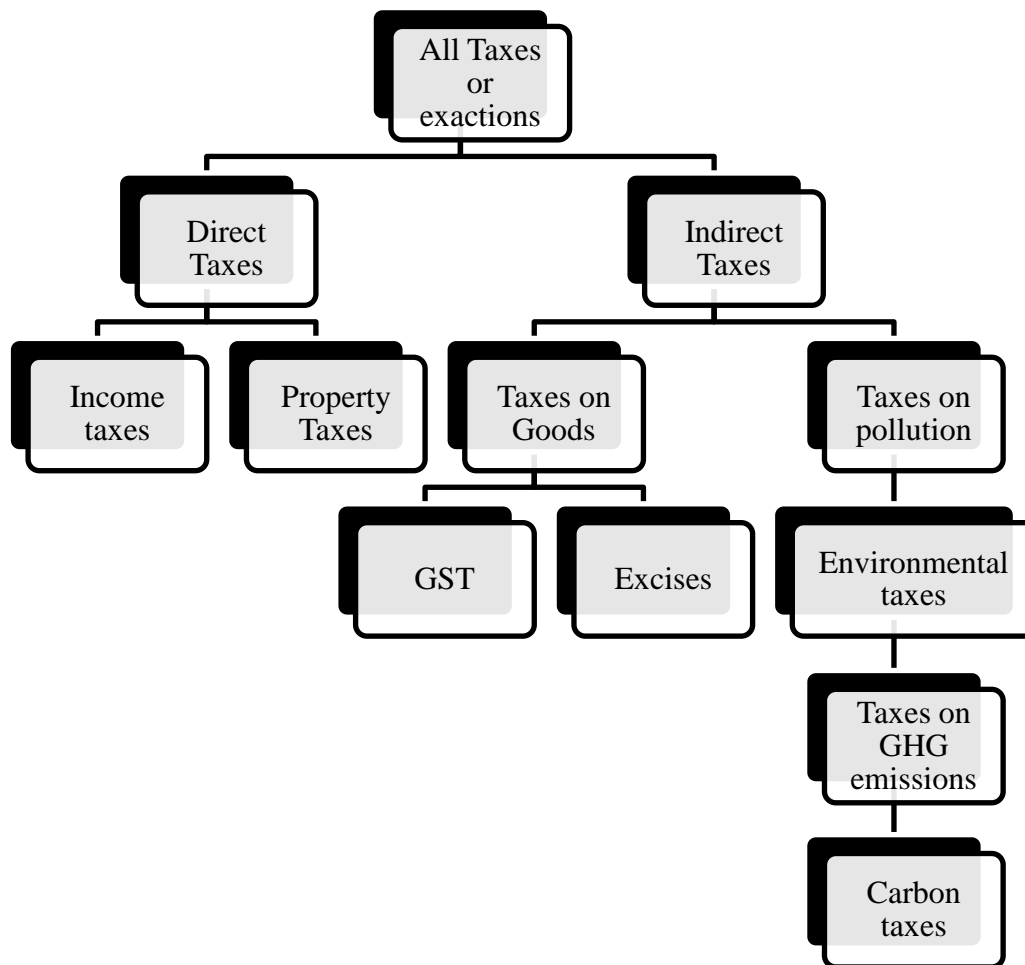 All Taxes
or
exactions
Direct
Taxes
Indirect
Taxes
Income
taxes
Property
Taxes
Taxes on
Goods
Taxes on
pollution
GST
Excises
Environmental
taxes
Taxes on
GHG
emissions
Carbon
taxes